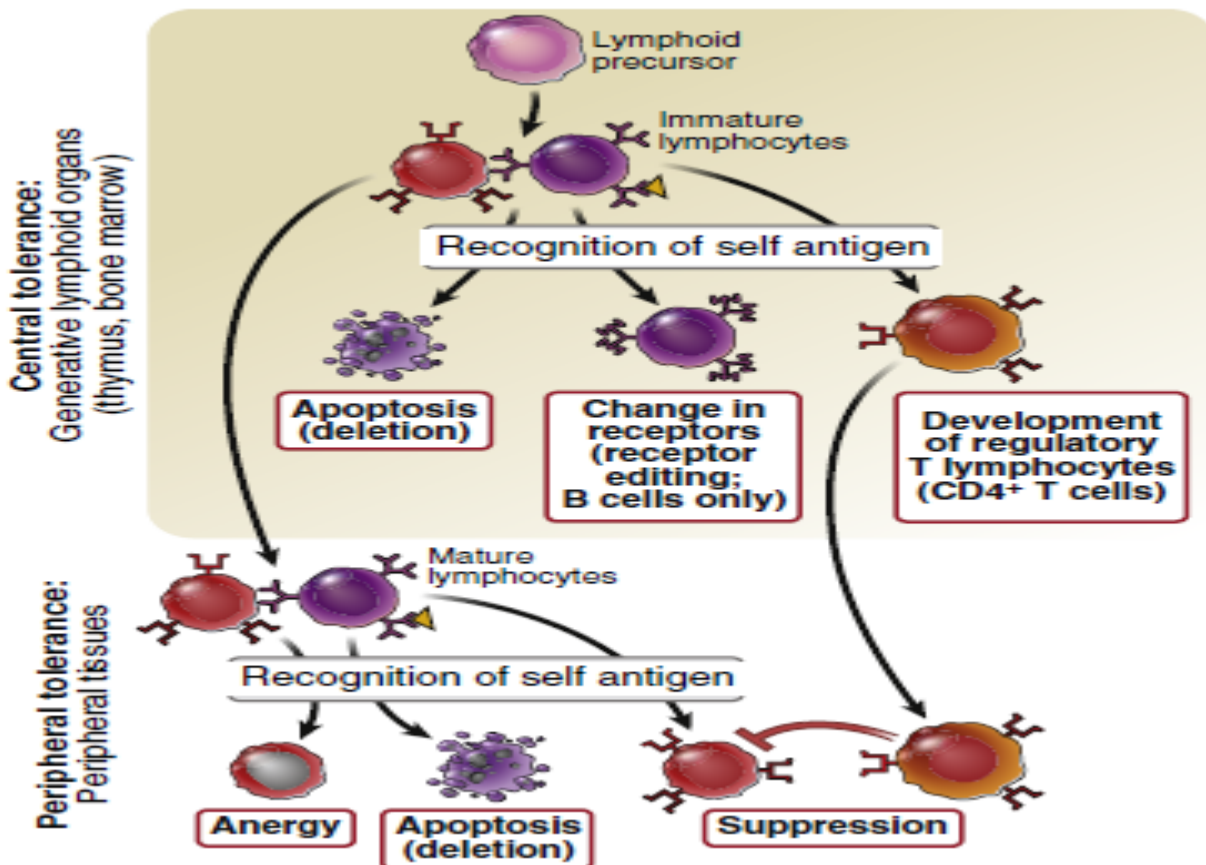 Lymphoid
precursor
Immature
lymphocytes
Central tolerance:
Generative lymphoid organs
(thymus, bone marrow)
Recognition of self antigen
Apoptosis
(deletion)
Change in
receptors
(receptor
editing;
B cells only)
Development
of regulatory
T lymphocytes
(CD4⁺ T cells)
Mature
lymphocytes
Peripheral tolerance:
Peripheral tissues
Recognition of self antigen
Anergy
Apoptosis
(deletion)
Suppression